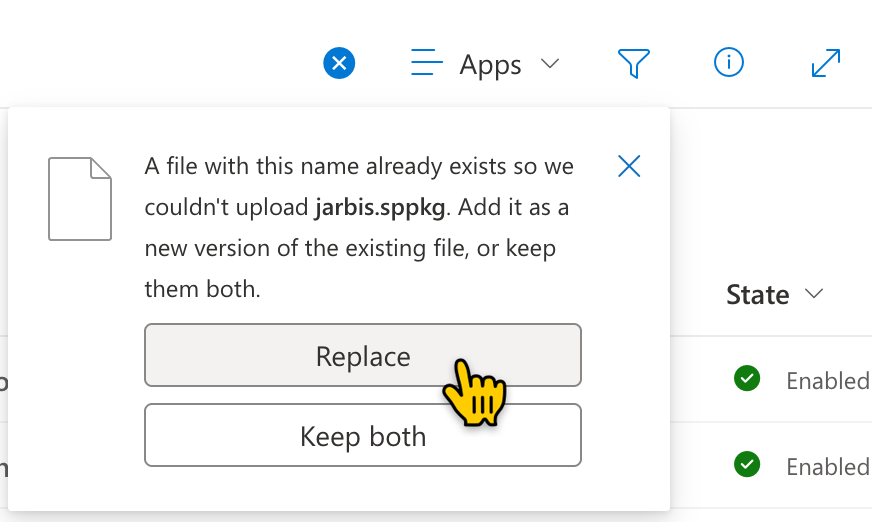 Apps
A file with this name already exists so we
couldn't upload jarbis.sppkg. Add it as a
new version of the existing file, or keep
them both.
Replace
Keep both
State
Enabled
Enabled